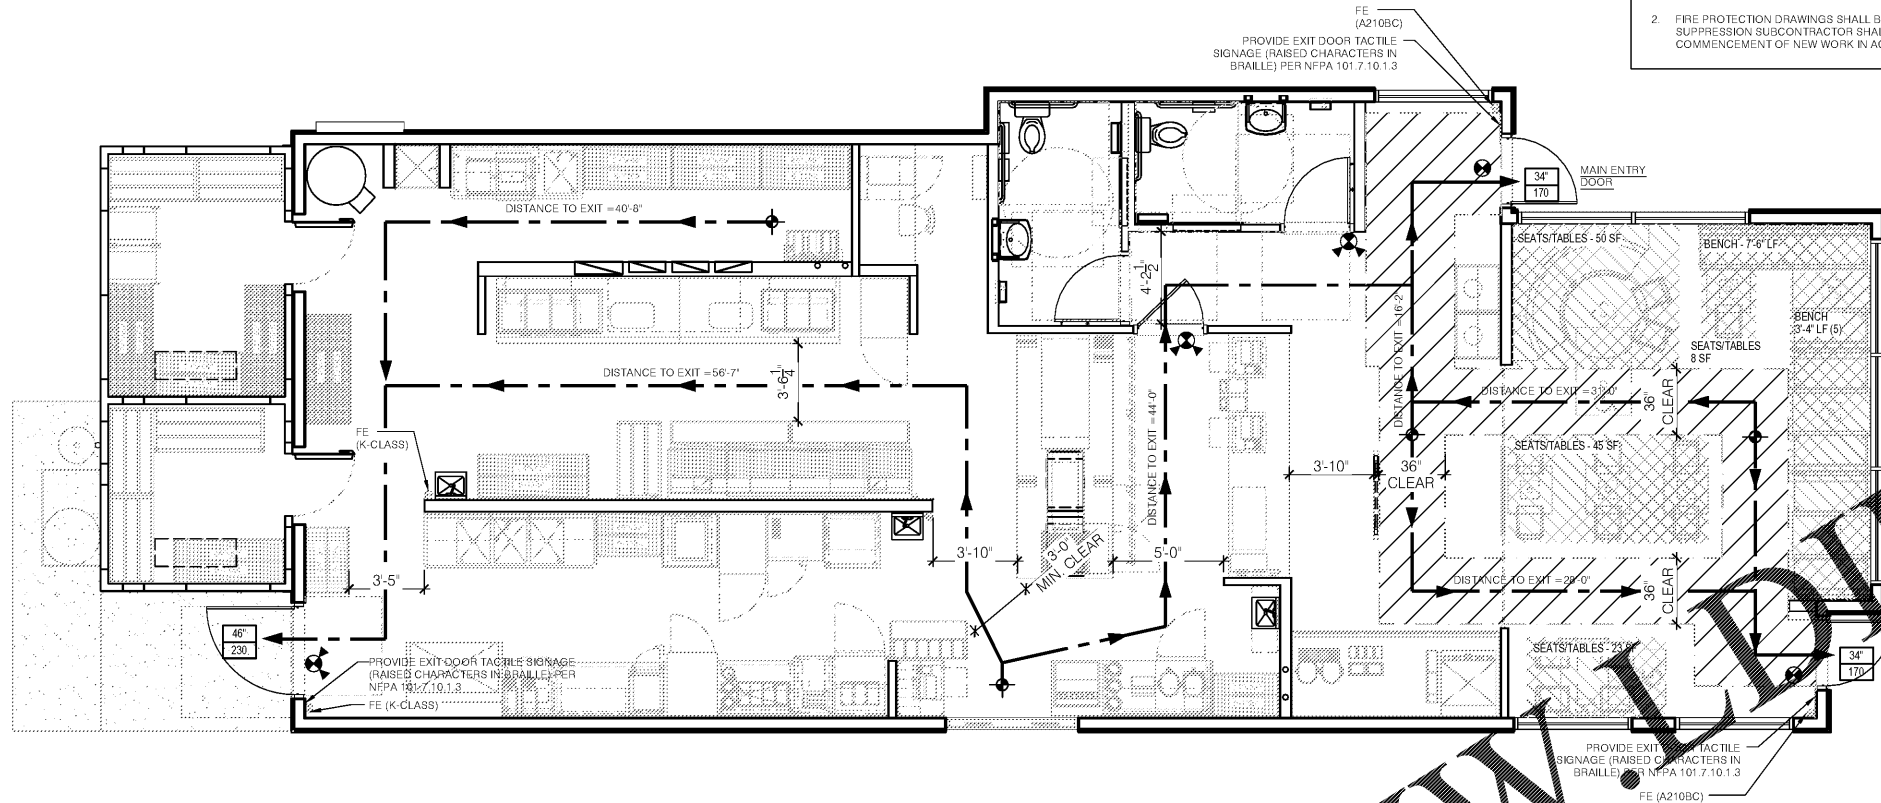 FE
(A210BC)
PROVIDE EXIT DOOR TACTILE
SIGNAGE (RAISED CHARACTERS IN
BRAILLE) PER NFPA 101.7.10.1.3
2. FIRE PROTECTION DRAWINGS SHALL B
SUPPRESSION SUBCONTRACTOR SHAL
COMMENCEMENT OF NEW WORK IN AC
MAIN ENTRY
DOOR
34"
170
DISTANCE TO EXIT =40'-8"
SEATS/TABLES - 50 SF
BENCH - 7'-6" LF
4'-2 1/2"
BENCH
3'-4" LF (5)
SEATS/TABLES
8 SF
DISTANCE TO EXIT =16'-2"
DISTANCE TO EXIT =56'-7"
3'-6 1/4"
DISTANCE TO EXIT =31'-0"
36"
CLEAR
DISTANCE TO EXIT =44'-0"
FE
(K-CLASS)
SEATS/TABLES - 45 SF
3'-10"
36"
CLEAR
3'-10"
3'-0"
MIN. CLEAR
5'-0"
3'-5"
DISTANCE TO EXIT =28'-0"
36"
CLEAR
46"
230
SEATS/TABLES - 23 SF
34"
170
PROVIDE EXIT DOOR TACTILE SIGNAGE
(RAISED CHARACTERS IN BRAILLE) PER
NFPA 101-7.10.1.3
FE (K-CLASS)
PROVIDE EXIT DOOR TACTILE
SIGNAGE (RAISED CHARACTERS IN
BRAILLE) PER NFPA 101.7.10.1.3
FE (A210BC)